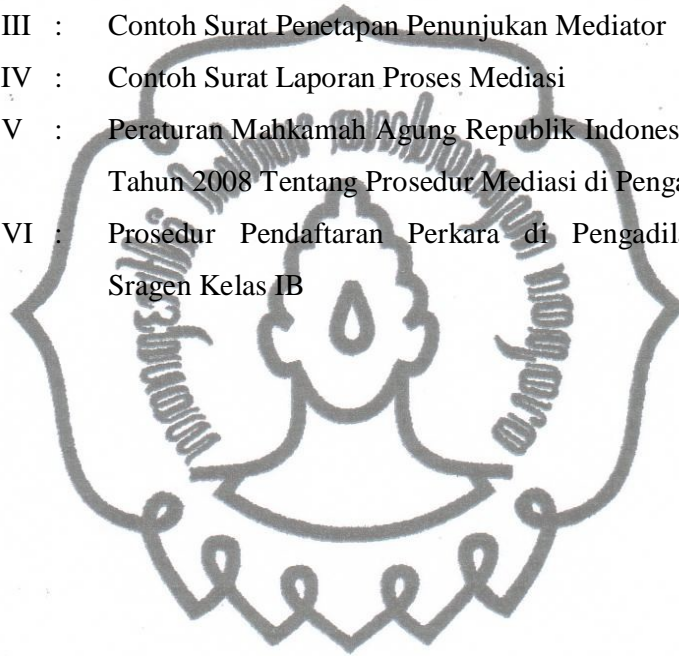 III : Contoh Surat Penetapan Penunjukan Mediator
IV : Contoh Surat Laporan Proses Mediasi
V : Peraturan Mahkamah Agung Republik Indones
Tahun 2008 Tentang Prosedur Mediasi di Penga
VI : Prosedur Pendaftaran Perkara di Pengadil
Sragen Kelas IB